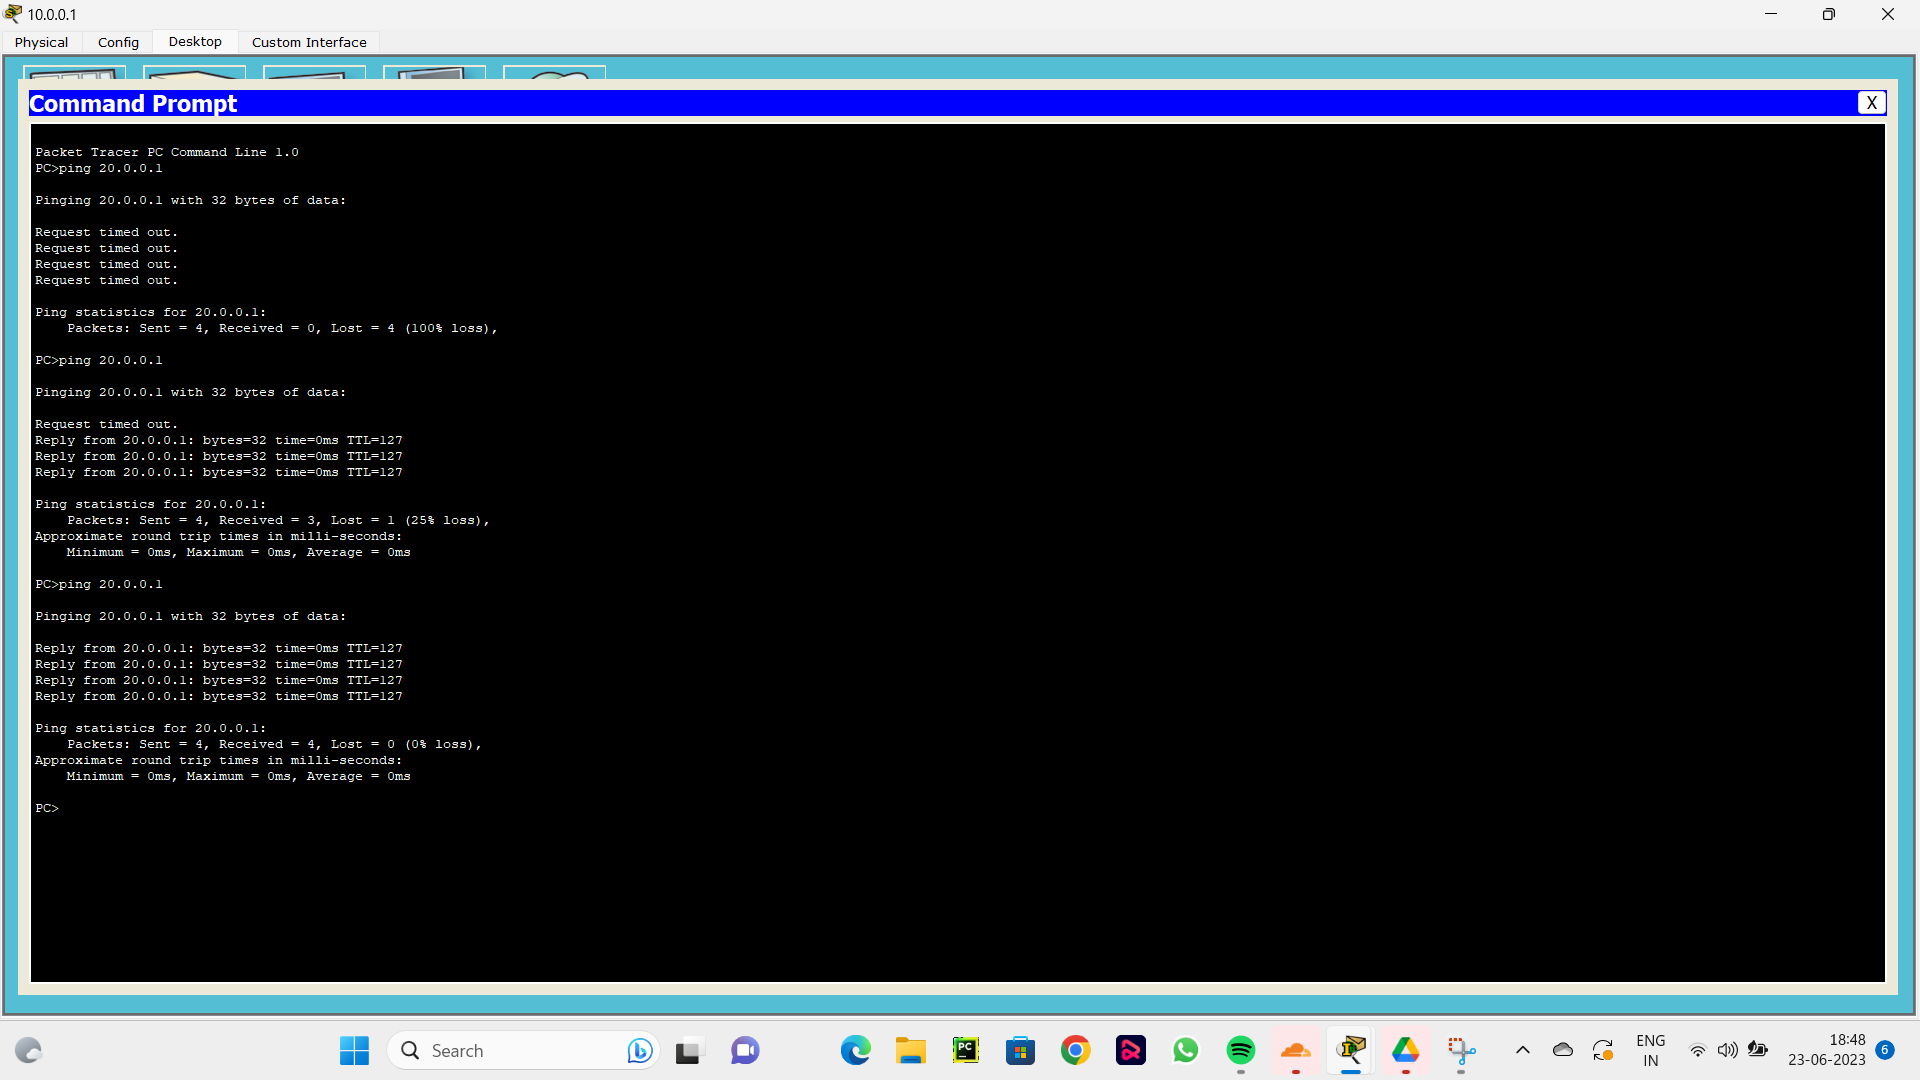 10.0.0.1
Physical Config Desktop Custom Interface
Command Prompt X
Packet Tracer PC Command Line 1.0
PC>ping 20.0.0.1
Pinging 20.0.0.1 with 32 bytes of data:
Request timed out.
Request timed out.
Request timed out.
Request timed out.
Ping statistics for 20.0.0.1:
Packets: Sent = 4, Received = 0, Lost = 4 (100% loss),
PC>ping 20.0.0.1
Pinging 20.0.0.1 with 32 bytes of data:
Request timed out.
Reply from 20.0.0.1: bytes=32 time=0ms TTL=127
Reply from 20.0.0.1: bytes=32 time=0ms TTL=127
Reply from 20.0.0.1: bytes=32 time=0ms TTL=127
Ping statistics for 20.0.0.1:
Packets: Sent = 4, Received = 3, Lost = 1 (25% loss),
Approximate round trip times in milli-seconds:
Minimum = 0ms, Maximum = 0ms, Average = 0ms
PC>ping 20.0.0.1
Pinging 20.0.0.1 with 32 bytes of data:
Reply from 20.0.0.1: bytes=32 time=0ms TTL=127
Reply from 20.0.0.1: bytes=32 time=0ms TTL=127
Reply from 20.0.0.1: bytes=32 time=0ms TTL=127
Reply from 20.0.0.1: bytes=32 time=0ms TTL=127
Ping statistics for 20.0.0.1:
Packets: Sent = 4, Received = 4, Lost = 0 (0% loss),
Approximate round trip times in milli-seconds:
Minimum = 0ms, Maximum = 0ms, Average = 0ms
PC>
Search
PC
ENG
IN
18:48
23-06-2023
6